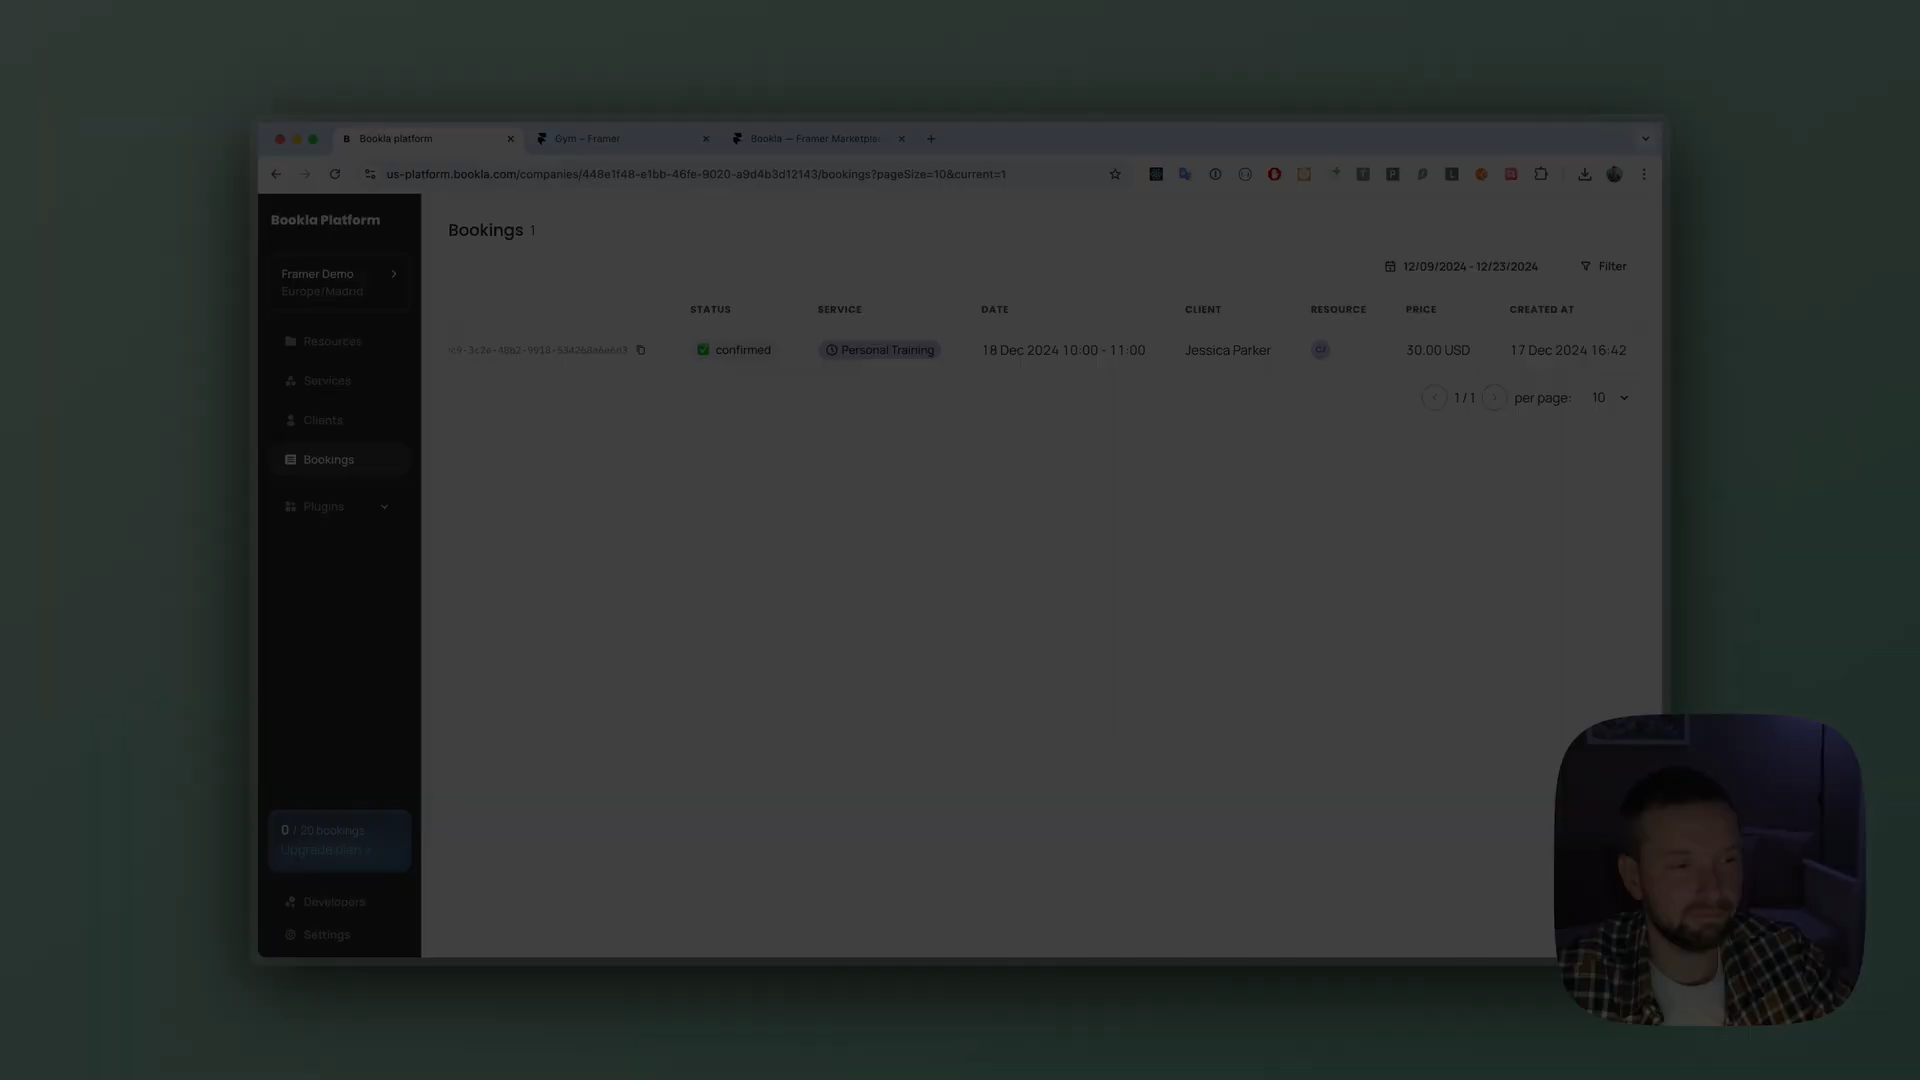 Bookla platform
Gym – Framer
Bookla — Framer Marketplac
us-platform.bookla.com/companies/448e1f48-e1bb-46fe-9020-a9d4b3d12143/bookings?pageSize=10&current=1
Bookla Platform
Framer Demo
Europe/Madrid
Resources
Services
Clients
Bookings
Plugins
0 / 20 bookings
Upgrade plan
Developers
Settings
Bookings 1
12/09/2024 - 12/23/2024 Filter
STATUS SERVICE DATE CLIENT RESOURCE PRICE CREATED AT
confirmed Personal Training 18 Dec 2024 10:00 - 11:00 Jessica Parker CJ 30.00 USD 17 Dec 2024 16:42
1 / 1 per page: 10